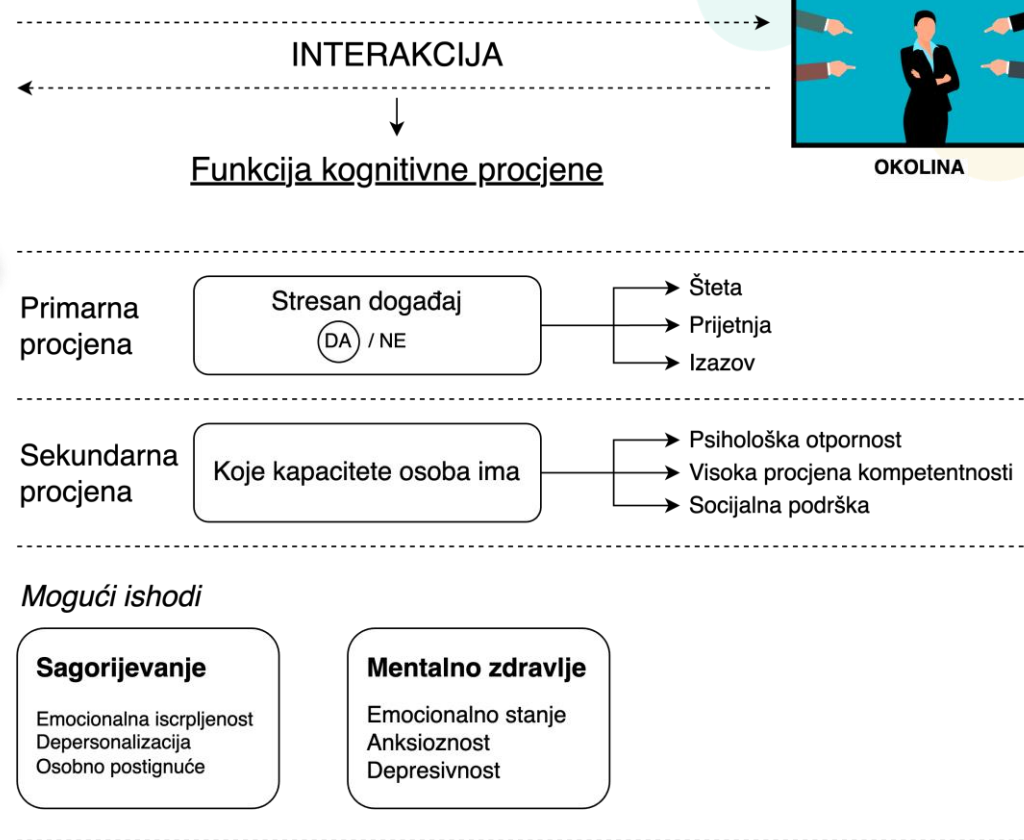 INTERAKCIJA
OKOLINA
Funkcija kognitivne procjene
Primarna
procjena
Stresan događaj
DA / NE
Šteta
Prijetnja
Izazov
Sekundarna
procjena
Koje kapacitete osoba ima
Psihološka otpornost
Visoka procjena kompetentnosti
Socijalna podrška
Mogući ishodi
Sagorijevanje
Emocionalna iscrpljenost
Depersonalizacija
Osobno postignuće
Mentalno zdravlje
Emocionalno stanje
Anksioznost
Depresivnost